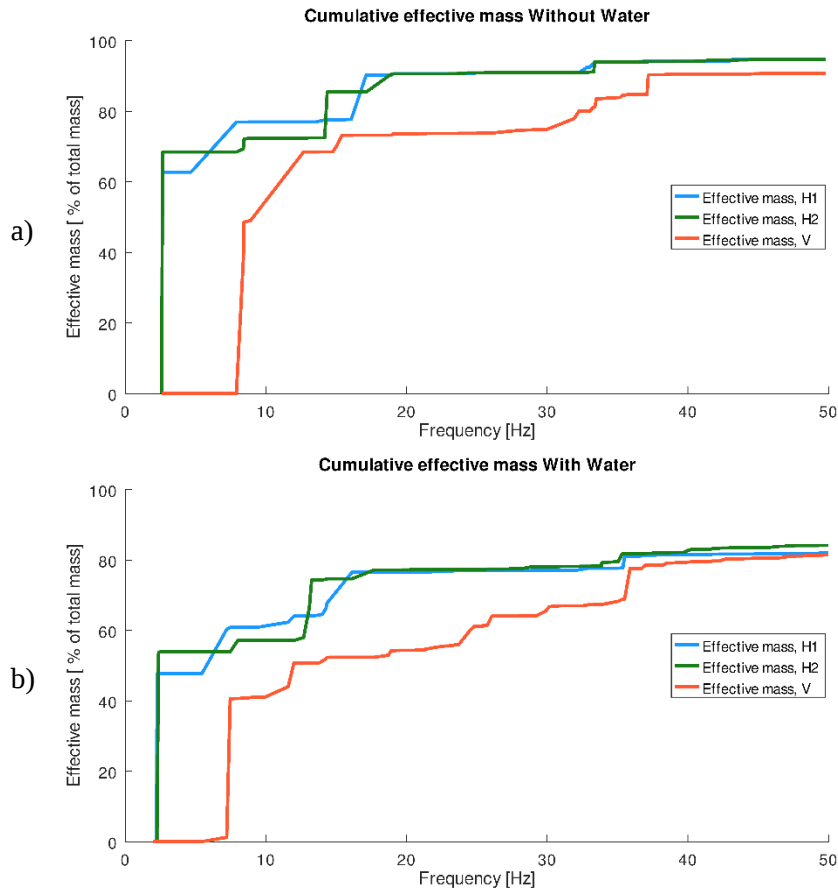 Cumulative effective mass Without Water
a)
Effective mass [ % of total mass]
100
80
60
40
20
0
Effective mass, H1
Effective mass, H2
Effective mass, V
0 10 20 30 40 50
Frequency [Hz]
Cumulative effective mass With Water
b)
Effective mass [ % of total mass]
100
80
60
40
20
0
Effective mass, H1
Effective mass, H2
Effective mass, V
0 10 20 30 40 50
Frequency [Hz]